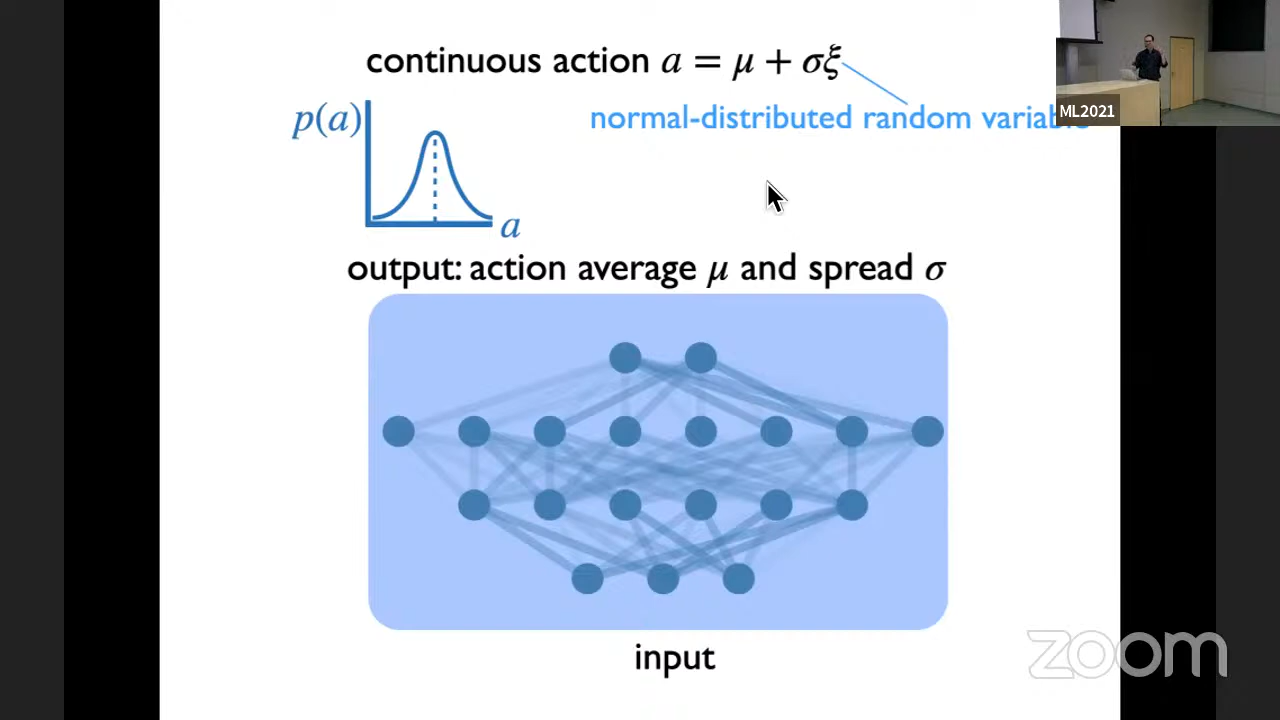 continuous action a = μ + σξ
normal-distributed random variable
ML2021
p(a)
a
output: action average μ and spread σ
input
zoom